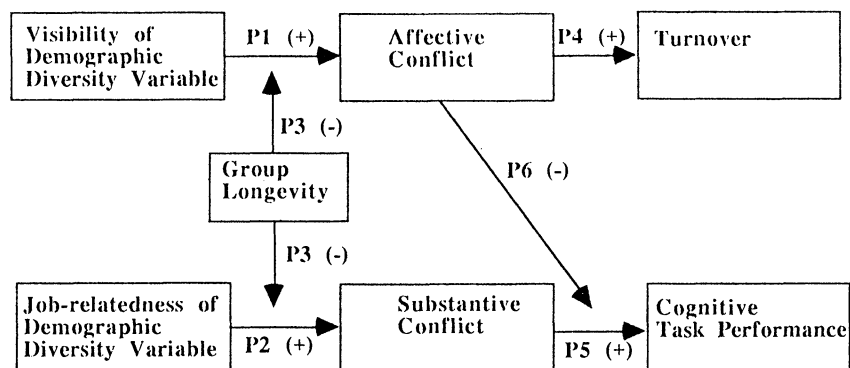 Visibility of
Demographic
Diversity Variable
P1 (+)
Affective
Conflict
P4 (+)
Turnover
P3 (-)
Group
Longevity
P6 (-)
P3 (-)
Job-relatedness of
Demographic
Diversity Variable
P2 (+)
Substantive
Conflict
P5 (+)
Cognitive
Task Performance